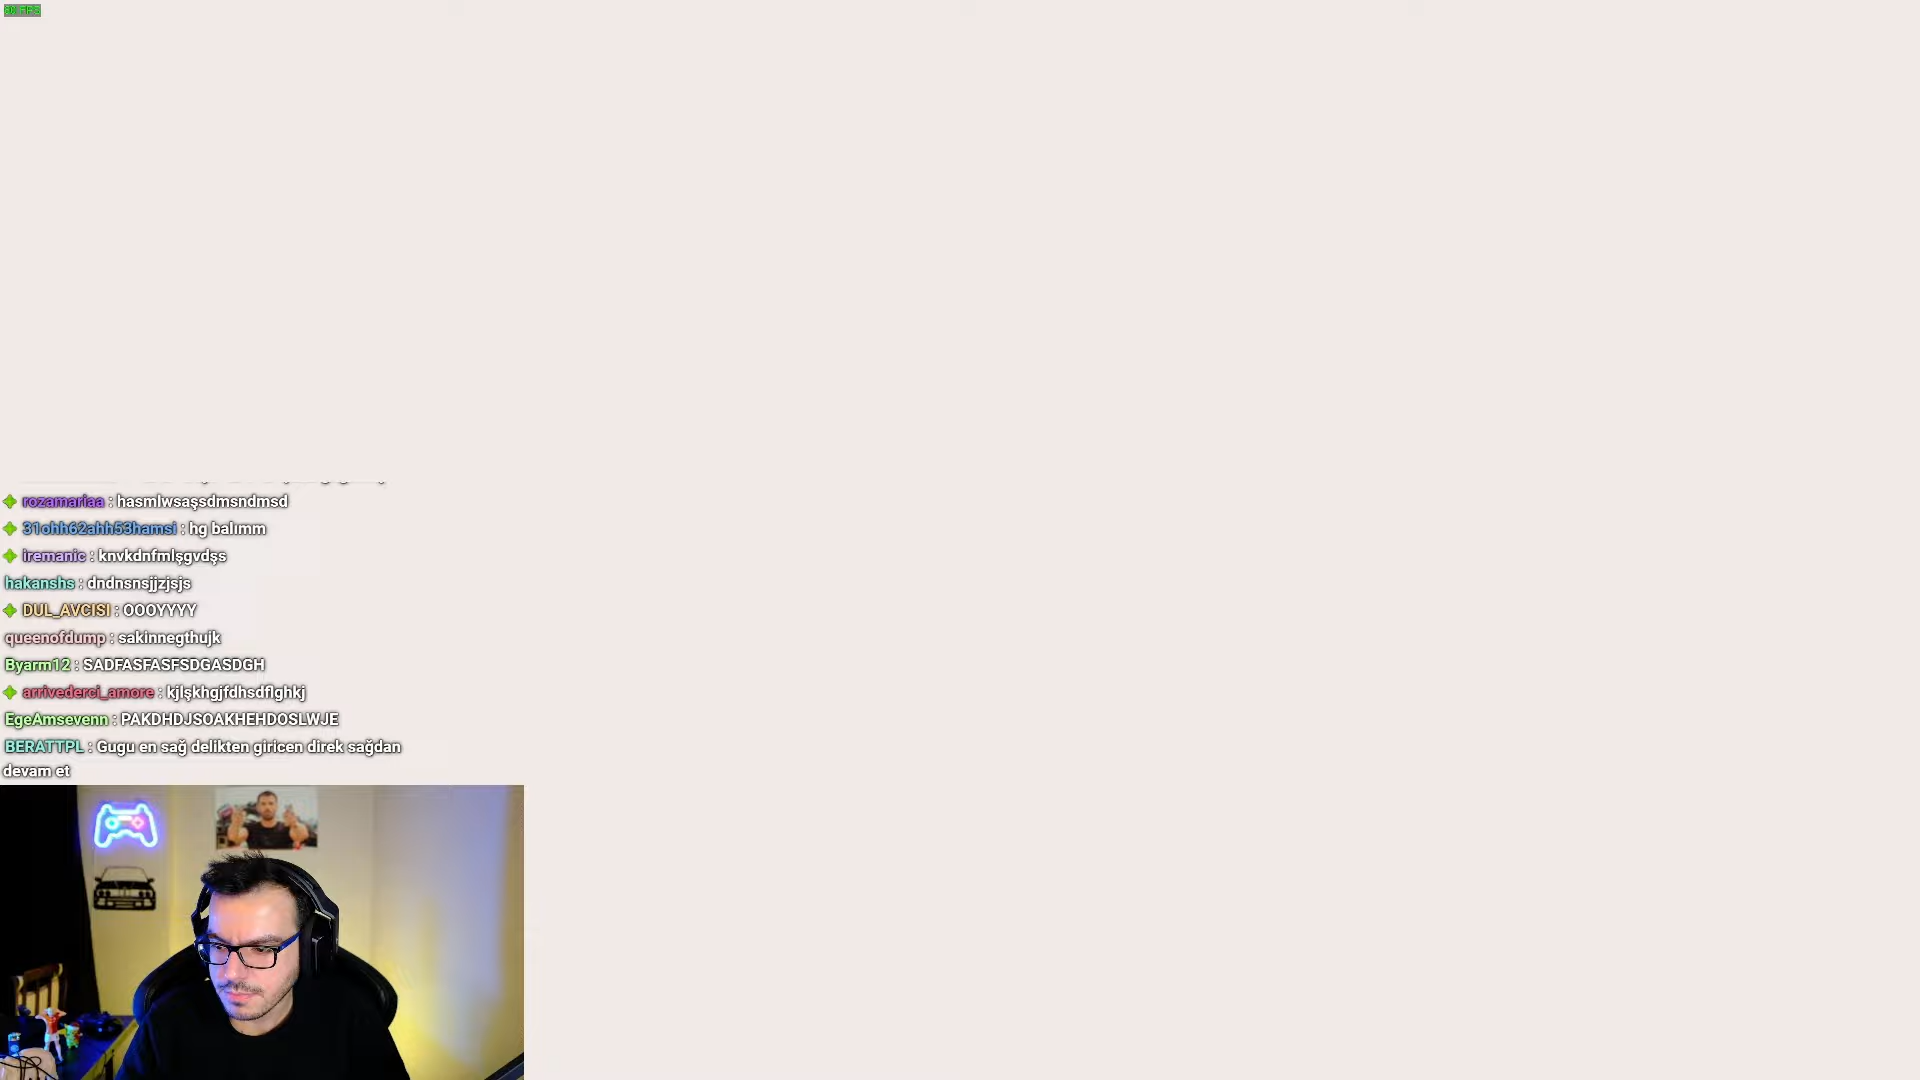 rozamariaa : hasmlwsaşsdmsndmsd
31ohh62ahh53hamsi : hg balımm
iremanic : knvkdnfmlşgvdşs
hakanshs : dndnsnsjjzjsjs
DUL_AVCISI : OOOYYYY
queenofdump : sakinnegthujk
Byarm12 : SADFASFASFSDGASDGH
arrivederci_amore : kjlşkhgjfdhsdflghkj
EgeAmsevenn : PAKDHDJSOAKHEHDOSLWJE
BERATTPL : Gugu en sağ delikten giricen direk sağdan
devam et